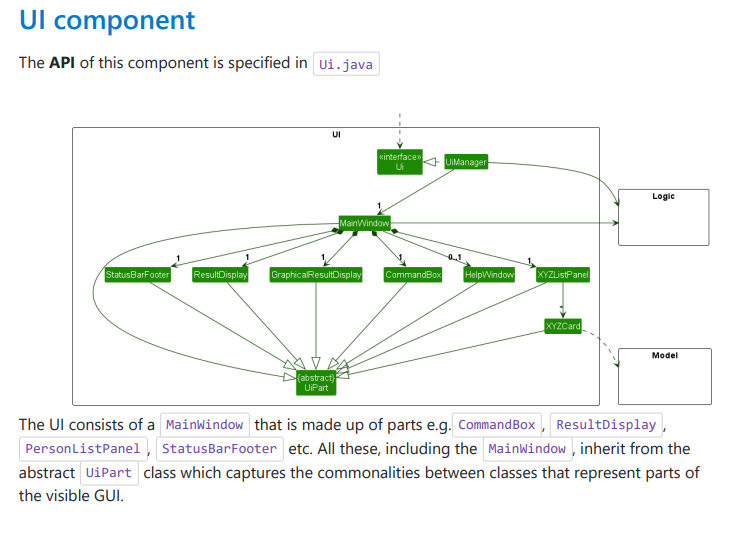 UI component
The API of this component is specified in Ui.java
UI
«interface»
Ui
UiManager
Logic
1
MainWindow
1
1
1
1
0..1
1
StatusBarFooter
ResultDisplay
GraphicalResultDisplay
CommandBox
HelpWindow
XYZListPanel
*
XYZCard
Model
{abstract}
UiPart
The UI consists of a MainWindow that is made up of parts e.g. CommandBox , ResultDisplay ,
PersonListPanel , StatusBarFooter etc. All these, including the MainWindow , inherit from the
abstract UiPart class which captures the commonalities between classes that represent parts of
the visible GUI.